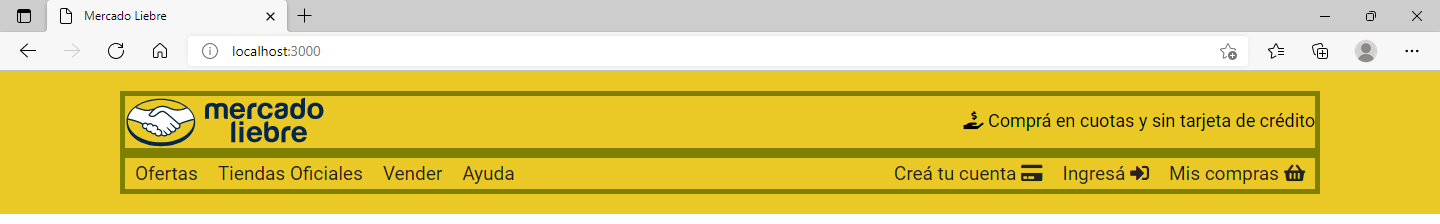 Mercado Liebre
localhost:3000
mercado
liebre
Comprá en cuotas y sin tarjeta de crédito
Ofertas Tiendas Oficiales Vender Ayuda Creá tu cuenta Ingresá Mis compras